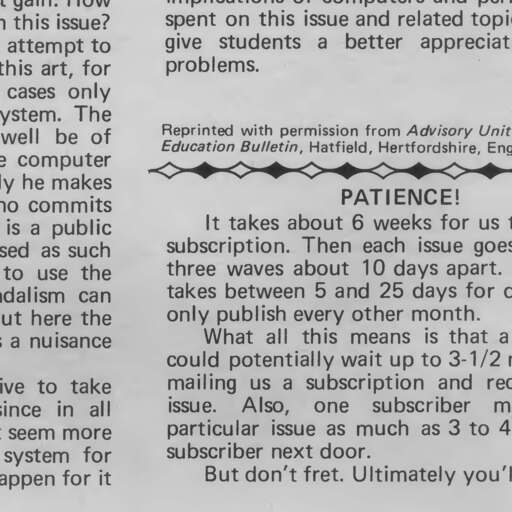 t gain. How
n this issue?
attempt to
this art, for
cases only
ystem. The
well be of
e computer
ly he makes
no commits
is a public
sed as such
to use the
ndalism can
ut here the
s a nuisance
ive to take
since in all
t seem more
system for
appen for it
implications of computers and per
spent on this issue and related topi
give students a better appreciat
problems.
Reprinted with permission from Advisory Unit
Education Bulletin, Hatfield, Hertfordshire, Eng
PATIENCE!
It takes about 6 weeks for us t
subscription. Then each issue goes
three waves about 10 days apart.
takes between 5 and 25 days for d
only publish every other month.
What all this means is that a
could potentially wait up to 3-1/2 m
mailing us a subscription and rec
issue. Also, one subscriber m
particular issue as much as 3 to 4
subscriber next door.
But don't fret. Ultimately you'l